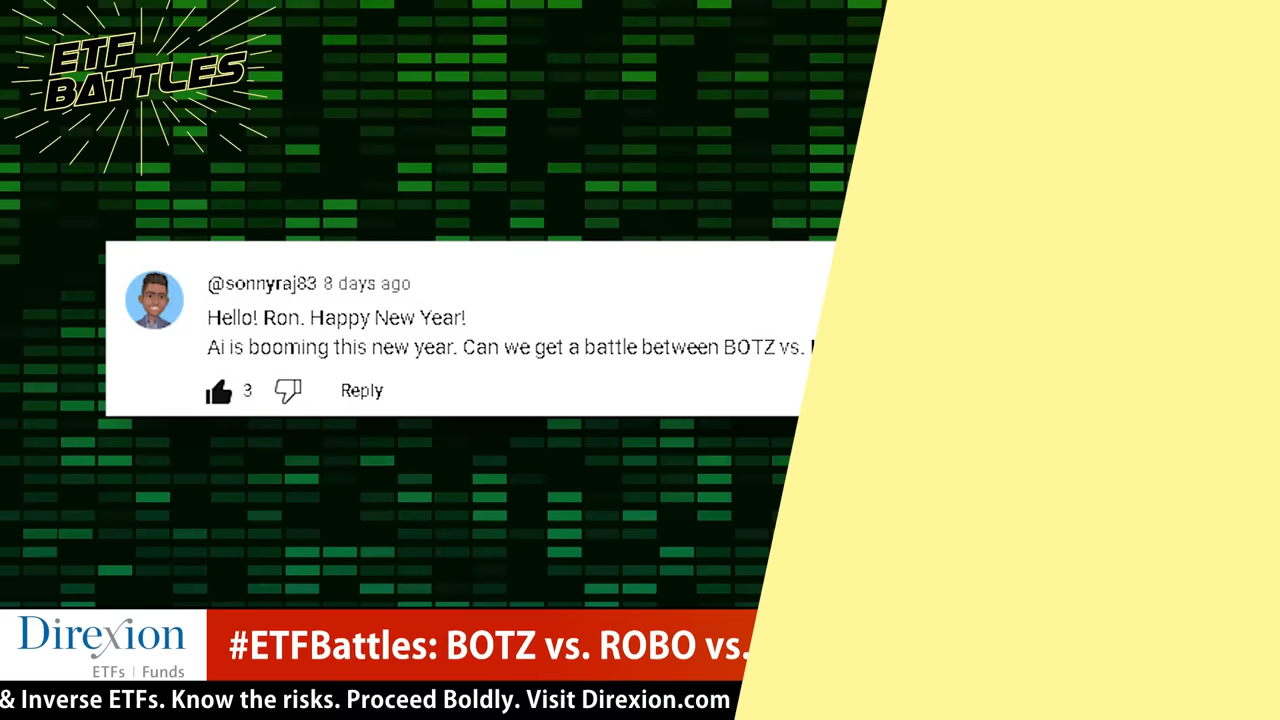 ETF
BATTLES
@sonnyraj83 8 days ago
Hello! Ron. Happy New Year!
Ai is booming this new year. Can we get a battle between BOTZ vs.
3
Reply
Direxion
ETFs | Funds
#ETFBattles: BOTZ vs. ROBO vs.
& Inverse ETFs. Know the risks. Proceed Boldly. Visit Direxion.com